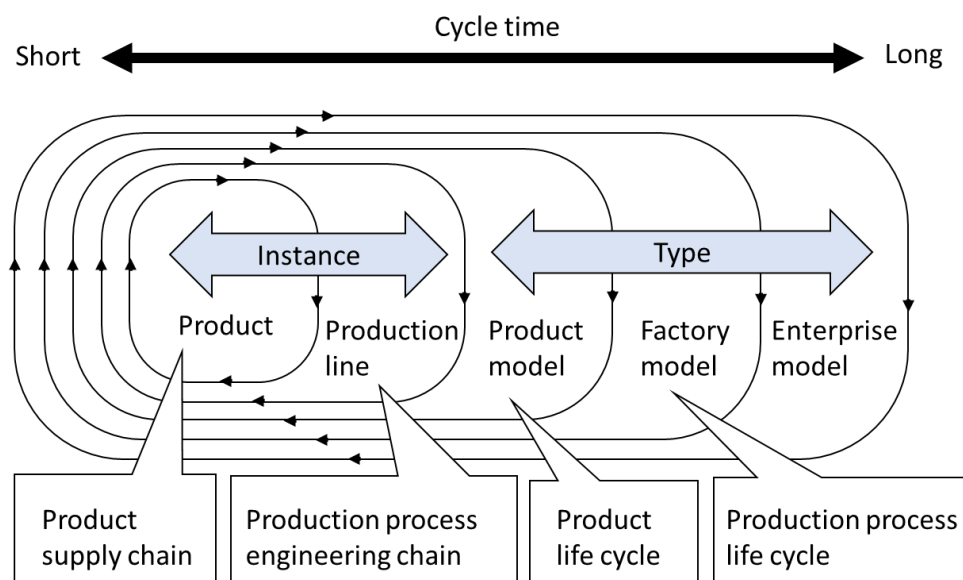 Cycle time
Short
Long
Instance
Type
Product
Production
line
Product
model
Factory
model
Enterprise
model
Product
supply chain
Production process
engineering chain
Product
life cycle
Production process
life cycle